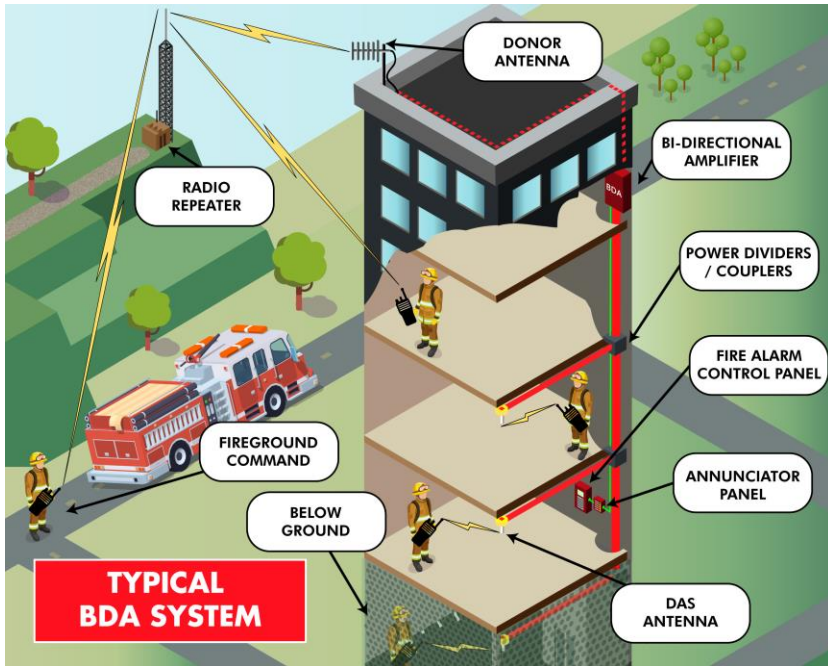 DONOR
ANTENNA
BI-DIRECTIONAL
AMPLIFIER
RADIO
REPEATER
BDA
POWER DIVIDERS
/ COUPLERS
FIRE ALARM
CONTROL PANEL
FIREGROUND
COMMAND
ANNUNCIATOR
PANEL
BELOW
GROUND
TYPICAL
BDA SYSTEM
DAS
ANTENNA